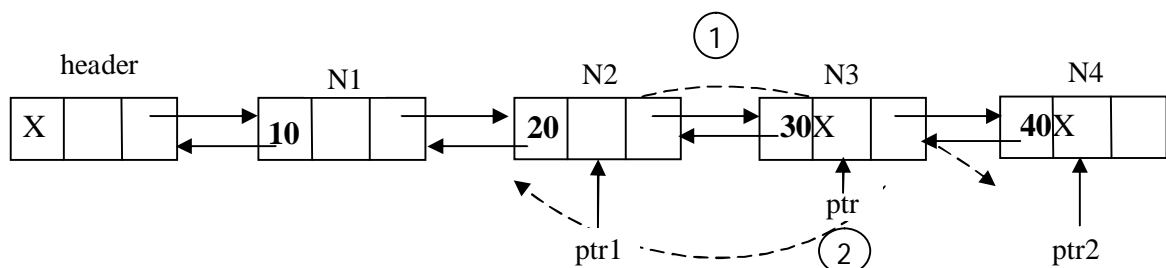 1
header N1 N2 N3 N4
X 10 20 30X 40X
ptr1 ptr ptr2
2